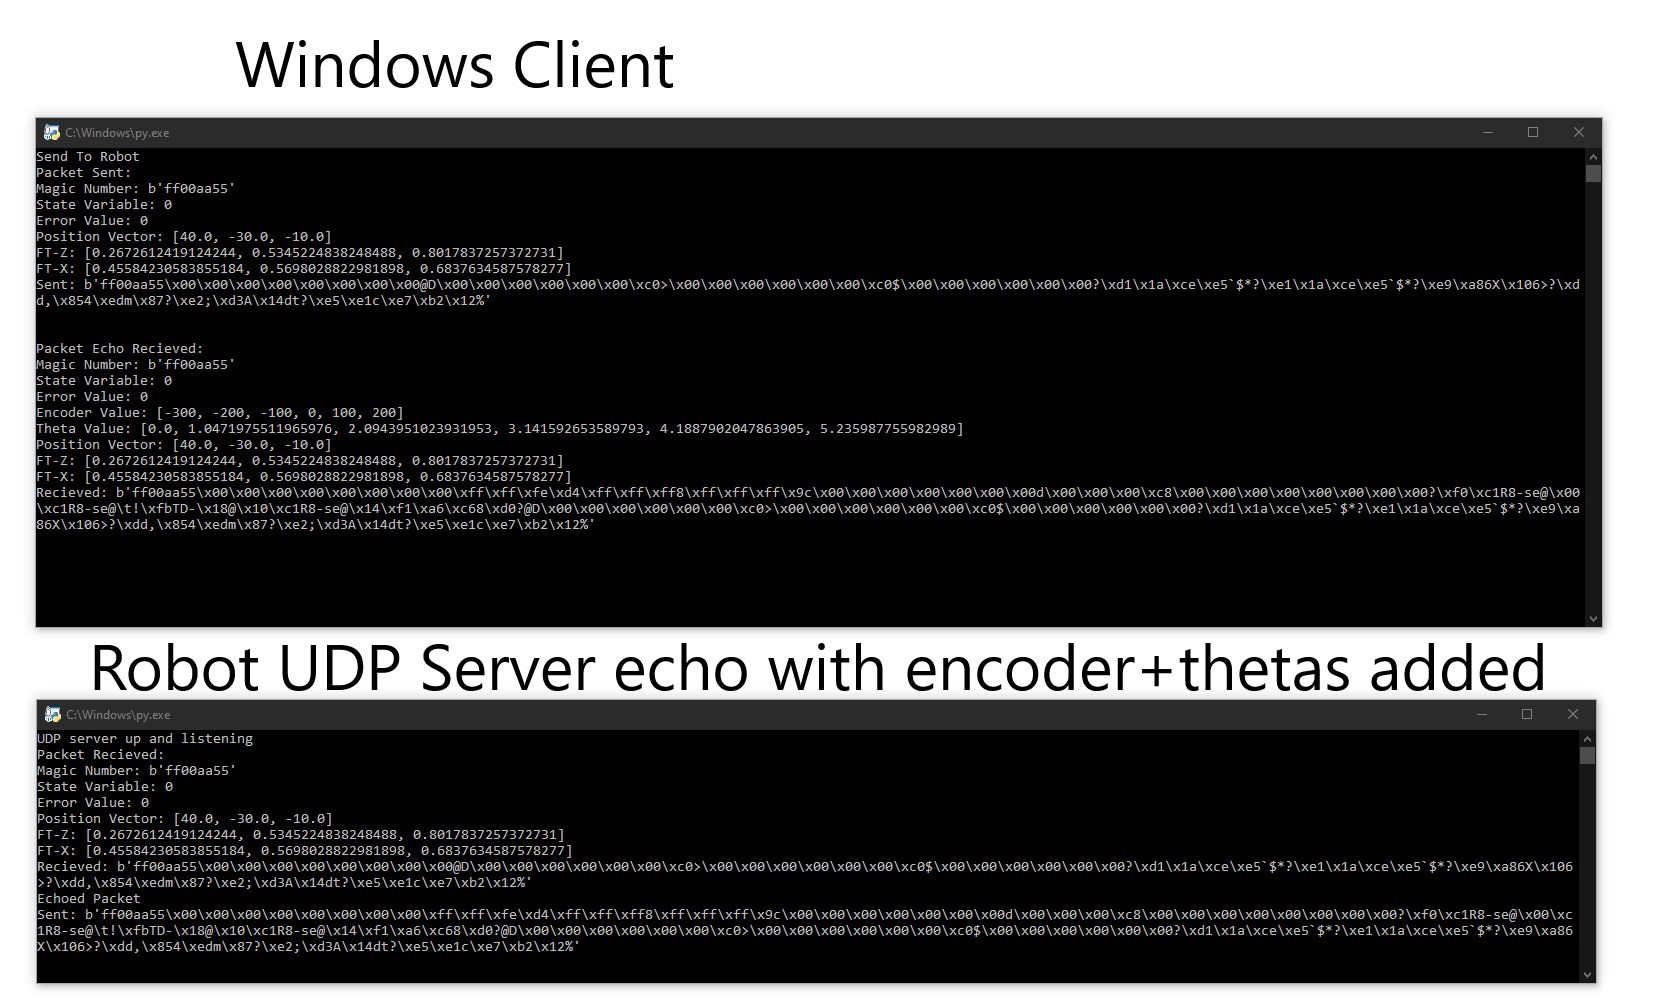 Windows Client
C:\Windows\py.exe
Send To Robot
Packet Sent:
Magic Number: b'ff00aa55'
State Variable: 0
Error Value: 0
Position Vector: [40.0, -30.0, -10.0]
FT-Z: [0.2672612419124244, 0.5345224838248488, 0.8017837257372731]
FT-X: [0.45584230583855184, 0.5698028822981898, 0.6837634587578277]
Sent: b'ff00aa55\x00\x00\x00\x00\x00\x00\x00\x00@D\x00\x00\x00\x00\x00\x00\xc0>\x00\x00\x00\x00\x00\x00\xc0$\x00\x00\x00\x00\x00\x00?\xd1\x1a\xce\xe5`$*?\xe1\x1a\xce\xe5`$*?\xe9\xa86X\x106>?\xd
d,\x854\xedm\x87?\xe2;\xd3A\x14dt?\xe5\xe1c\xe7\xb2\x12%'
Packet Echo Recieved:
Magic Number: b'ff00aa55'
State Variable: 0
Error Value: 0
Encoder Value: [-300, -200, -100, 0, 100, 200]
Theta Value: [0.0, 1.0471975511965976, 2.0943951023931953, 3.141592653589793, 4.1887902047863905, 5.235987755982989]
Position Vector: [40.0, -30.0, -10.0]
FT-Z: [0.2672612419124244, 0.5345224838248488, 0.8017837257372731]
FT-X: [0.45584230583855184, 0.5698028822981898, 0.6837634587578277]
Recieved: b'ff00aa55\x00\x00\x00\x00\x00\x00\x00\x00\xff\xff\xfe\xd4\xff\xff\xff8\xff\xff\xff\x9c\x00\x00\x00\x00\x00\x00\x00d\x00\x00\x00\xc8\x00\x00\x00\x00\x00\x00\x00\x00?\xf0\xc1R8-se@\x00
\xc1R8-se@\t!\xfbTD-\x18@\x10\xc1R8-se@\x14\xf1\xa6\xc68\xd0?@D\x00\x00\x00\x00\x00\x00\xc0>\x00\x00\x00\x00\x00\x00\xc0$\x00\x00\x00\x00\x00\x00?\xd1\x1a\xce\xe5`$*?\xe1\x1a\xce\xe5`$*?\xe9\xa
86X\x106>?\xdd,\x854\xedm\x87?\xe2;\xd3A\x14dt?\xe5\xe1c\xe7\xb2\x12%'
Robot UDP Server echo with encoder+thetas added
C:\Windows\py.exe
UDP server up and listening
Packet Recieved:
Magic Number: b'ff00aa55'
State Variable: 0
Error Value: 0
Position Vector: [40.0, -30.0, -10.0]
FT-Z: [0.2672612419124244, 0.5345224838248488, 0.8017837257372731]
FT-X: [0.45584230583855184, 0.5698028822981898, 0.6837634587578277]
Recieved: b'ff00aa55\x00\x00\x00\x00\x00\x00\x00\x00@D\x00\x00\x00\x00\x00\x00\xc0>\x00\x00\x00\x00\x00\x00\xc0$\x00\x00\x00\x00\x00\x00?\xd1\x1a\xce\xe5`$*?\xe1\x1a\xce\xe5`$*?\xe9\xa86X\x106
>?\xdd,\x854\xedm\x87?\xe2;\xd3A\x14dt?\xe5\xe1c\xe7\xb2\x12%'
Echoed Packet
Sent: b'ff00aa55\x00\x00\x00\x00\x00\x00\x00\x00\xff\xff\xfe\xd4\xff\xff\xff8\xff\xff\xff\x9c\x00\x00\x00\x00\x00\x00\x00d\x00\x00\x00\xc8\x00\x00\x00\x00\x00\x00\x00\x00?\xf0\xc1R8-se@\x00\xc
1R8-se@\t!\xfbTD-\x18@\x10\xc1R8-se@\x14\xf1\xa6\xc68\xd0?@D\x00\x00\x00\x00\x00\x00\xc0>\x00\x00\x00\x00\x00\x00\xc0$\x00\x00\x00\x00\x00\x00?\xd1\x1a\xce\xe5`$*?\xe1\x1a\xce\xe5`$*?\xe9\xa86
X\x106>?\xdd,\x854\xedm\x87?\xe2;\xd3A\x14dt?\xe5\xe1c\xe7\xb2\x12%'